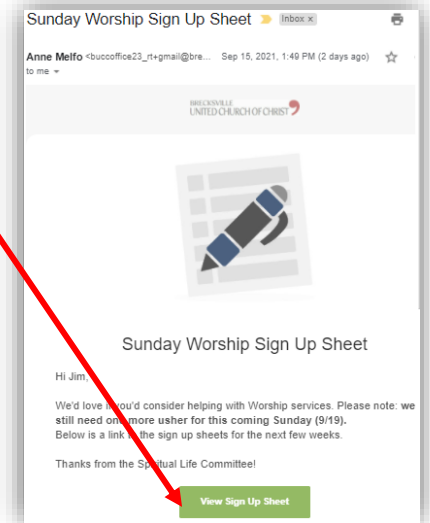 Sunday Worship Sign Up Sheet Inbox x
Anne Melfo <buccoffice23_rt+gmail@bre... Sep 15, 2021, 1:49 PM (2 days ago)
to me
BRECKSVILLE
UNITED CHURCH OF CHRIST
Sunday Worship Sign Up Sheet
Hi Jim,
We'd love if you'd consider helping with Worship services. Please note: we
still need one more usher for this coming Sunday (9/19).
Below is a link to the sign up sheets for the next few weeks.
Thanks from the Spiritual Life Committee!
View Sign Up Sheet